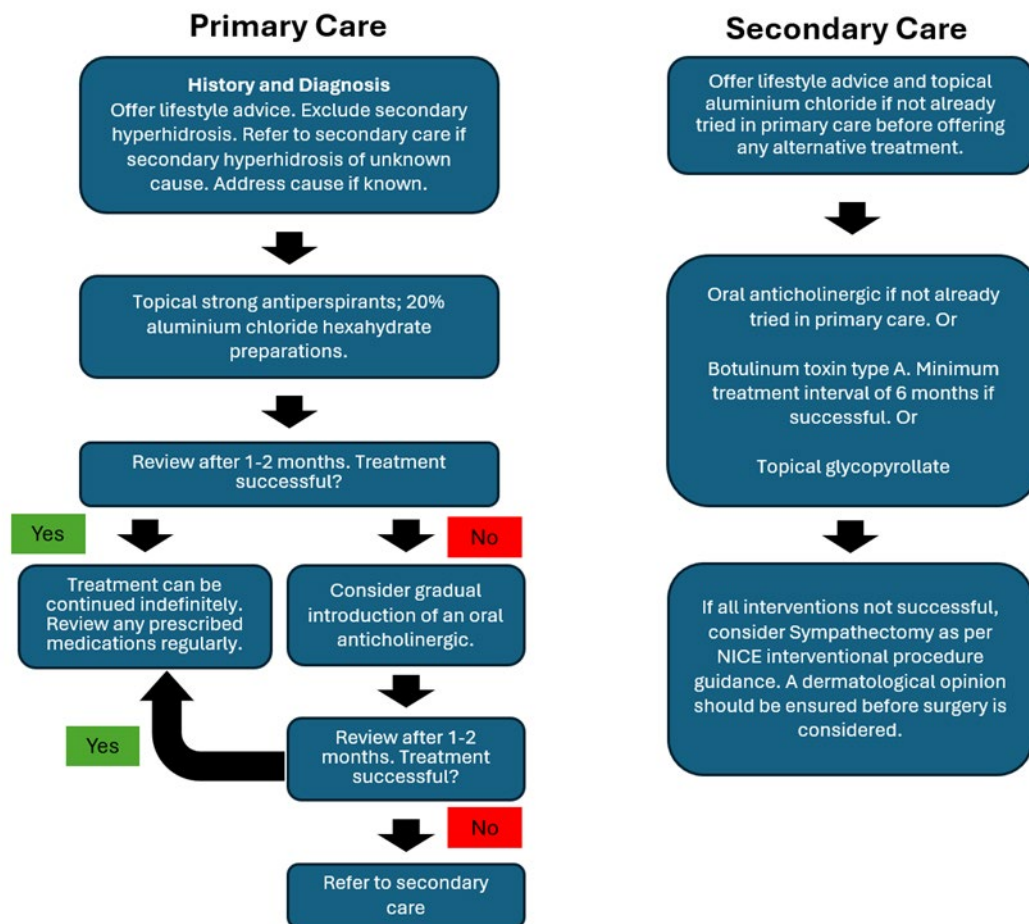 Primary Care
History and Diagnosis
Offer lifestyle advice. Exclude secondary
hyperhidrosis. Refer to secondary care if
secondary hyperhidrosis of unknown
cause. Address cause if known.
Topical strong antiperspirants; 20%
aluminium chloride hexahydrate
preparations.
Review after 1-2 months. Treatment
successful?
Yes
No
Treatment can be
continued indefinitely.
Review any prescribed
medications regularly.
Consider gradual
introduction of an oral
anticholinergic.
Yes
Review after 1-2
months. Treatment
successful?
No
Refer to secondary
care
Secondary Care
Offer lifestyle advice and topical
aluminium chloride if not already
tried in primary care before offering
any alternative treatment.
Oral anticholinergic if not already
tried in primary care. Or
Botulinum toxin type A. Minimum
treatment interval of 6 months if
successful. Or
Topical glycopyrollate
If all interventions not successful,
consider Sympathectomy as per
NICE interventional procedure
guidance. A dermatological opinion
should be ensured before surgery is
considered.